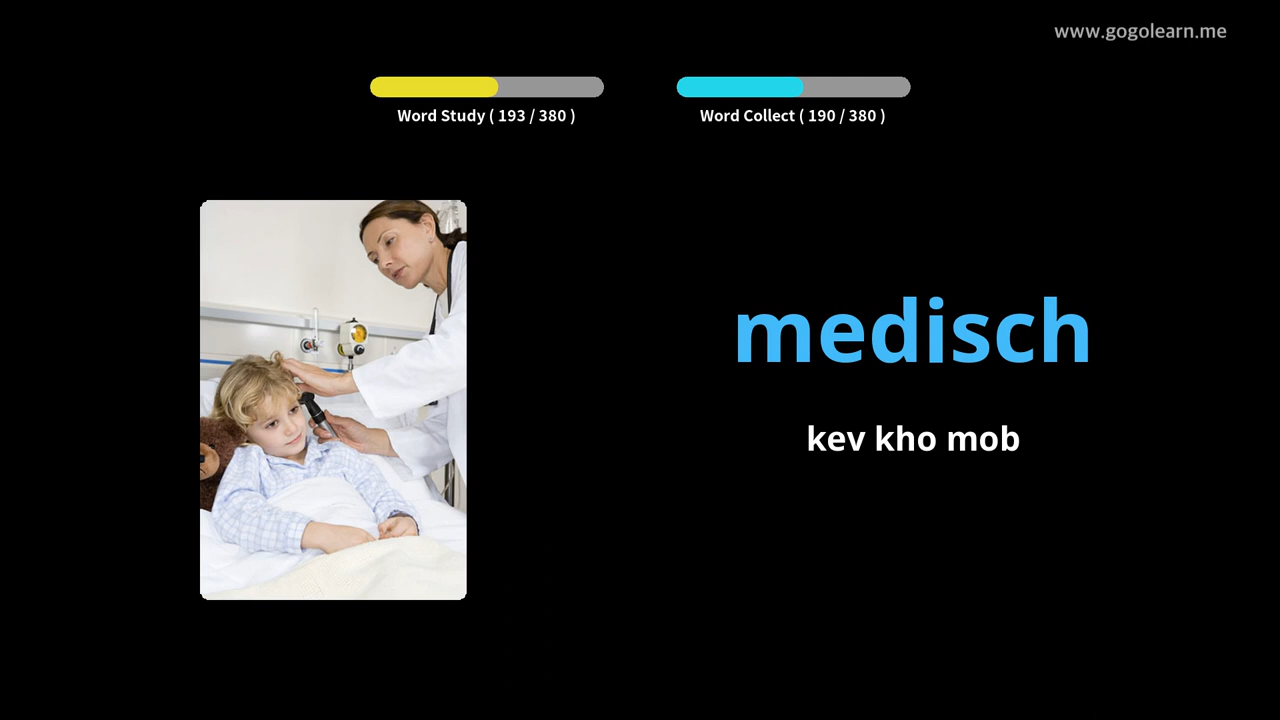 www.gogolearn.me
Word Study ( 193 / 380 )
Word Collect ( 190 / 380 )
medisch
kev kho mob